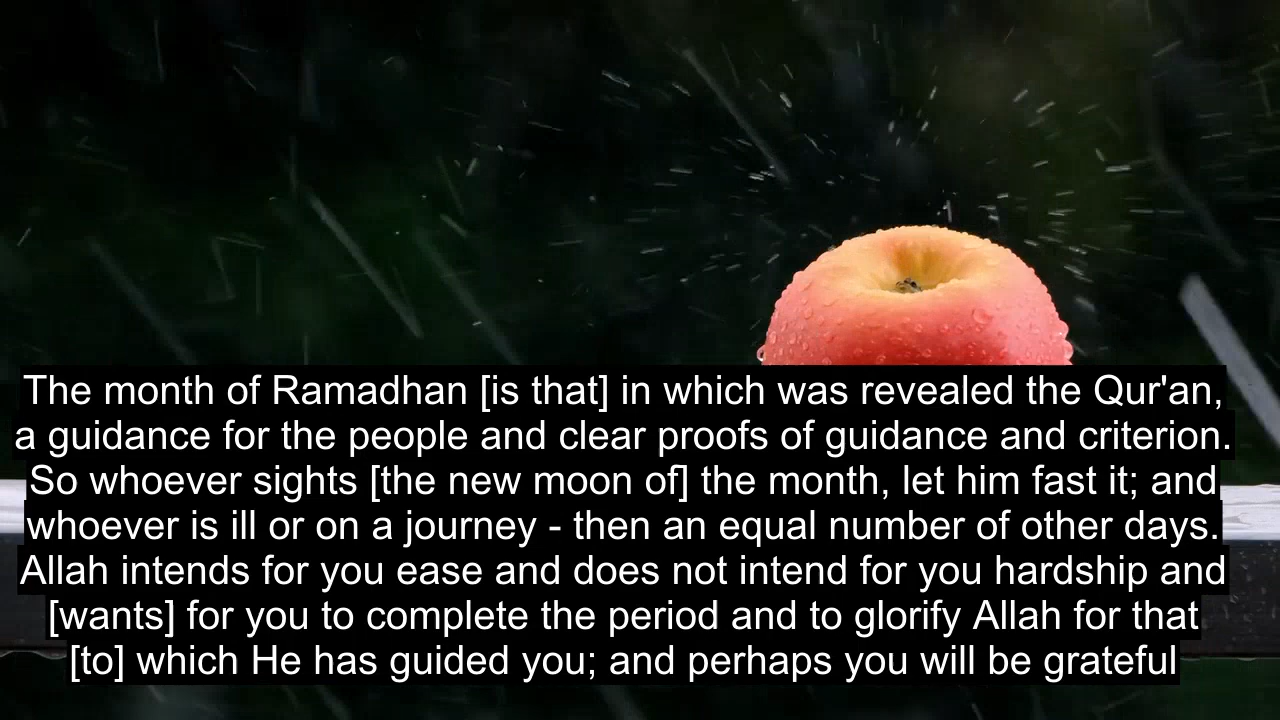 The month of Ramadhan [is that] in which was revealed the Qur'an,
a guidance for the people and clear proofs of guidance and criterion.
So whoever sights [the new moon of] the month, let him fast it; and
whoever is ill or on a journey - then an equal number of other days.
Allah intends for you ease and does not intend for you hardship and
[wants] for you to complete the period and to glorify Allah for that
[to] which He has guided you; and perhaps you will be grateful